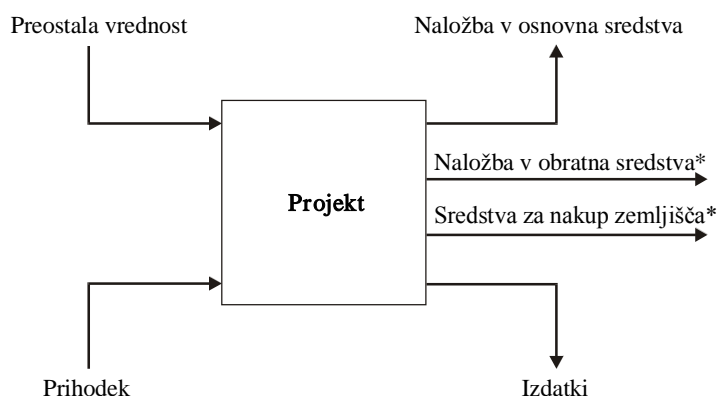 Preostala vrednost
Naložba v osnovna sredstva
Naložba v obratna sredstva*
Projekt
Sredstva za nakup zemljišča*
Prihodek
Izdatki